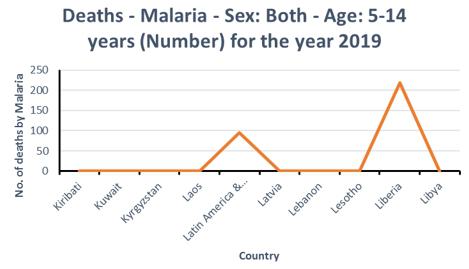 Deaths - Malaria - Sex: Both - Age: 5-14
years (Number) for the year 2019
No. of deaths by Malaria
250
200
150
100
50
0
Kiribati
Kuwait
Kyrgyzstan
Laos
Latin America &...
Latvia
Lebanon
Lesotho
Liberia
Libya
Country